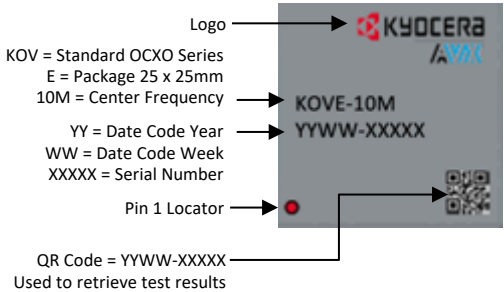 Logo
KYOCERA
AVX
KOV = Standard OCXO Series
E = Package 25 x 25mm
10M = Center Frequency
KOVE-10M
YY = Date Code Year
YYWW-XXXXX
WW = Date Code Week
XXXXX = Serial Number
Pin 1 Locator
QR Code = YYWW-XXXXX
Used to retrieve test results